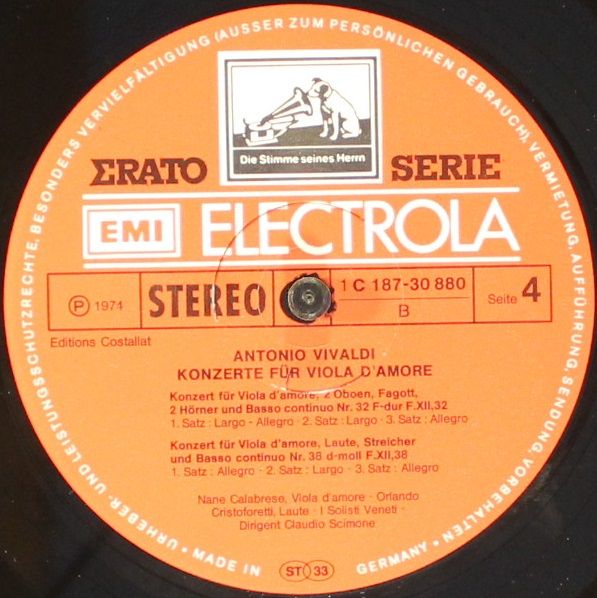 URHEBER- UND LEISTUNGSSCHUTZRECHTE, BESONDERS VERVIELFÄLTIGUNG (AUSSER ZUM PERSÖNLICHEN GEBRAUCH), VERMIETUNG, AUFFÜHRUNG, SENDUNG, VORBEHALTEN
Die Stimme seines Herrn
ERATO SERIE
EMI ELECTROLA
℗ 1974 STEREO 1 C 187-30 880 Seite 4
B
Editions Costallat
ANTONIO VIVALDI
KONZERTE FÜR VIOLA D'AMORE
Konzert für Viola d'amore, 2 Oboen, Fagott,
2 Hörner und Basso continuo Nr. 32 F-dur F.XII,32
1. Satz : Largo - Allegro · 2. Satz : Largo · 3. Satz : Allegro
Konzert für Viola d'amore, Laute, Streicher
und Basso continuo Nr. 38 d-moll F.XII,38
1. Satz : Allegro · 2. Satz : Largo · 3. Satz : Allegro
Nane Calabrese, Viola d'amore · Orlando
Cristoforetti, Laute · I Solisti Veneti ·
Dirigent Claudio Scimone
· MADE IN GERMANY ·
ST 33